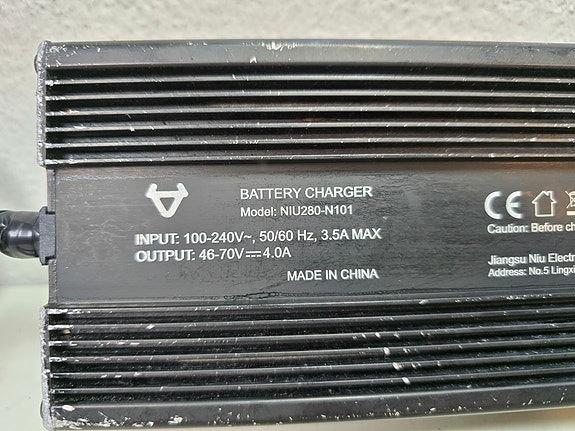 BATTERY CHARGER
Model: NIU280-N101
INPUT: 100-240V~, 50/60 Hz, 3.5A MAX
OUTPUT: 46-70V⎓4.0A
MADE IN CHINA
CE
Caution: Before
Jiangsu Niu
Address: No.5